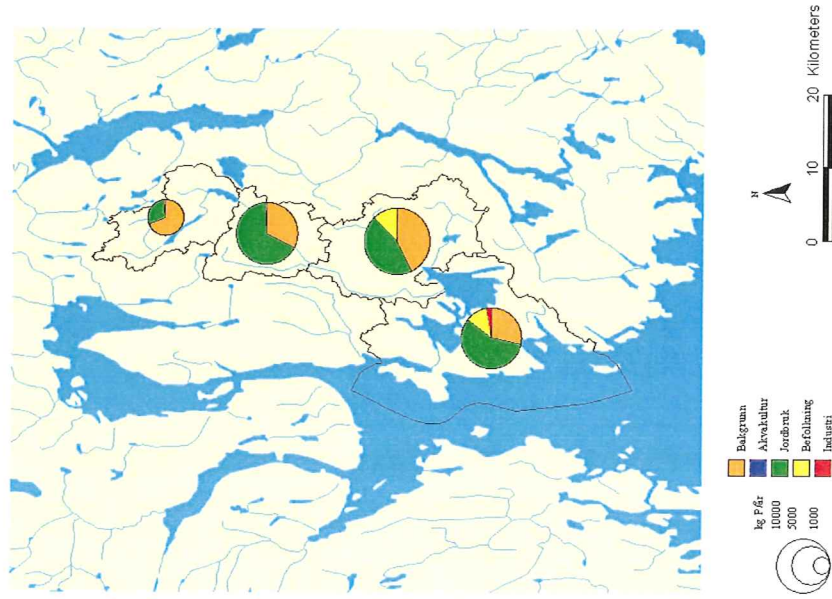 kg P/år
10000
5000
1000
Bakgrunn
Akvakultur
Jordbruk
Befolkning
Industri
N
0 10 20 Kilometers